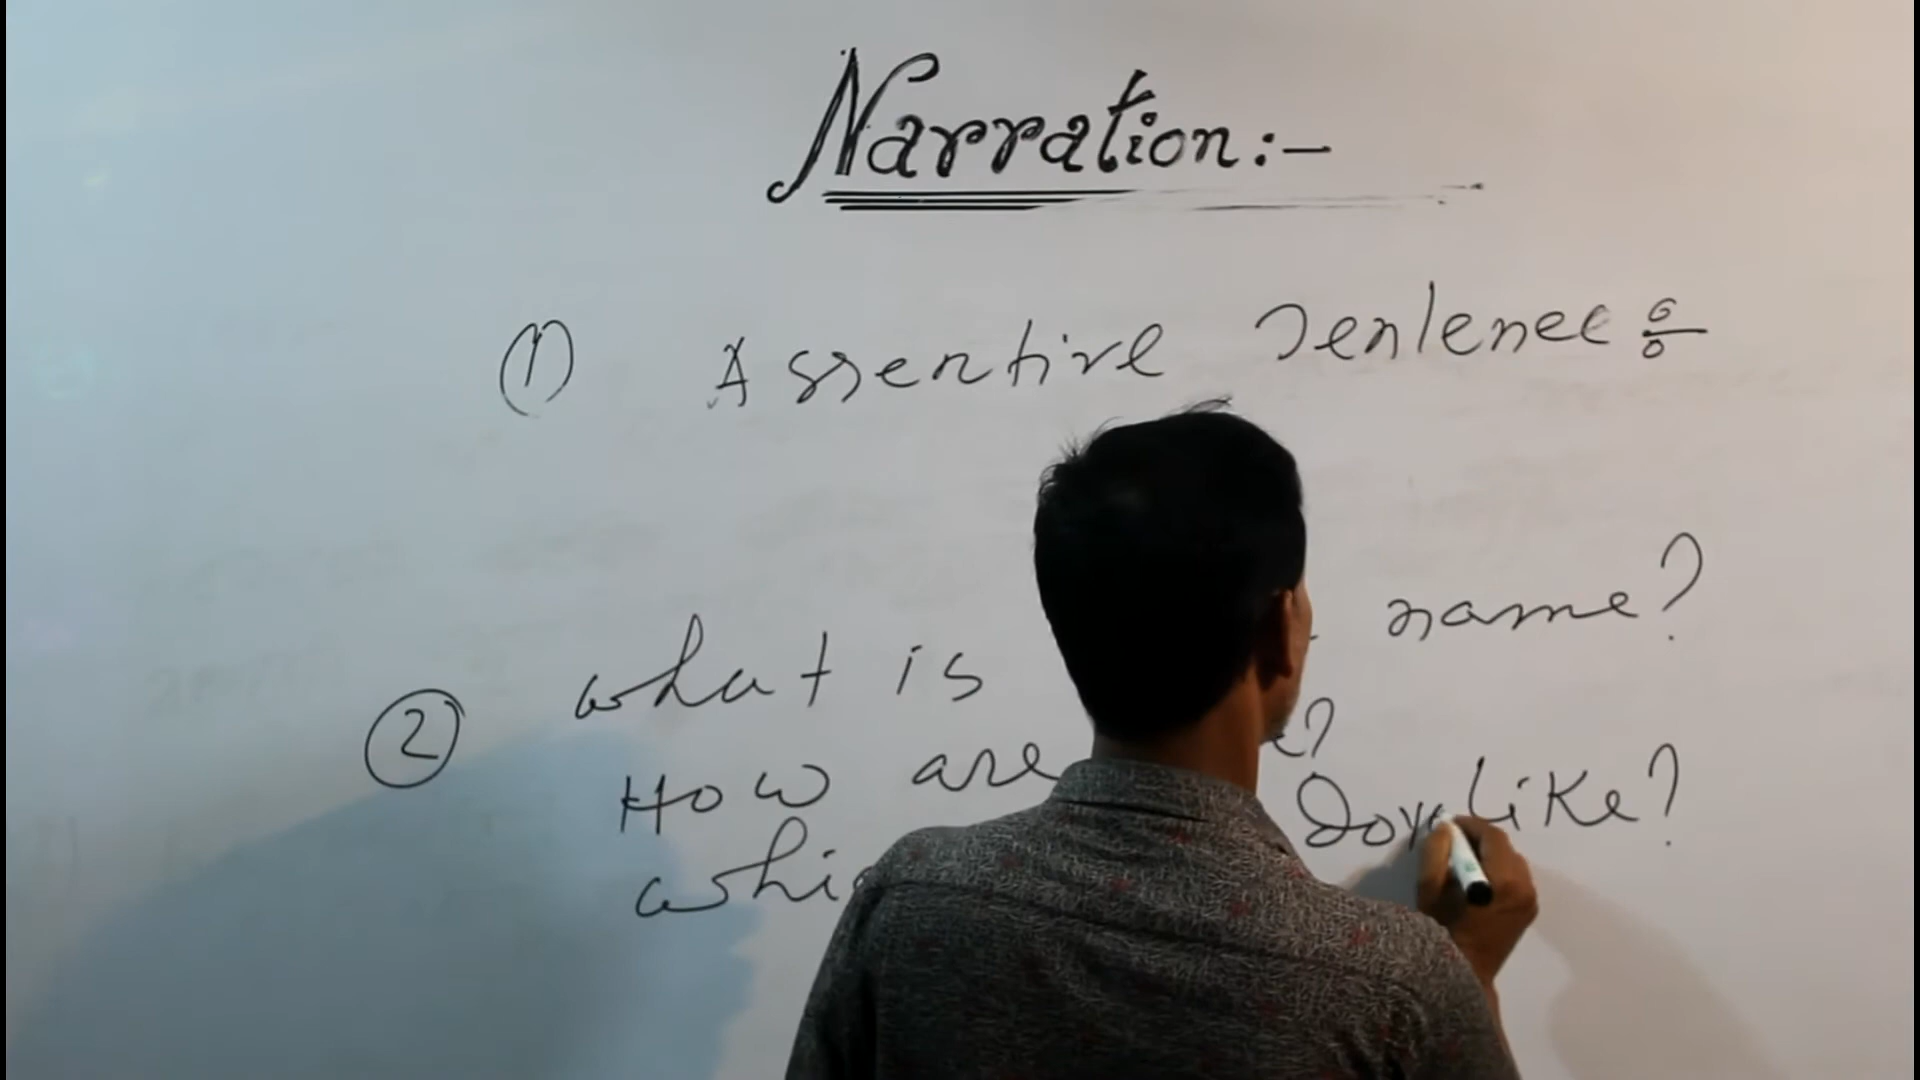 Narration:-
① Assertive Sentence :-
② what is name?
How are ?
whi Do you like?